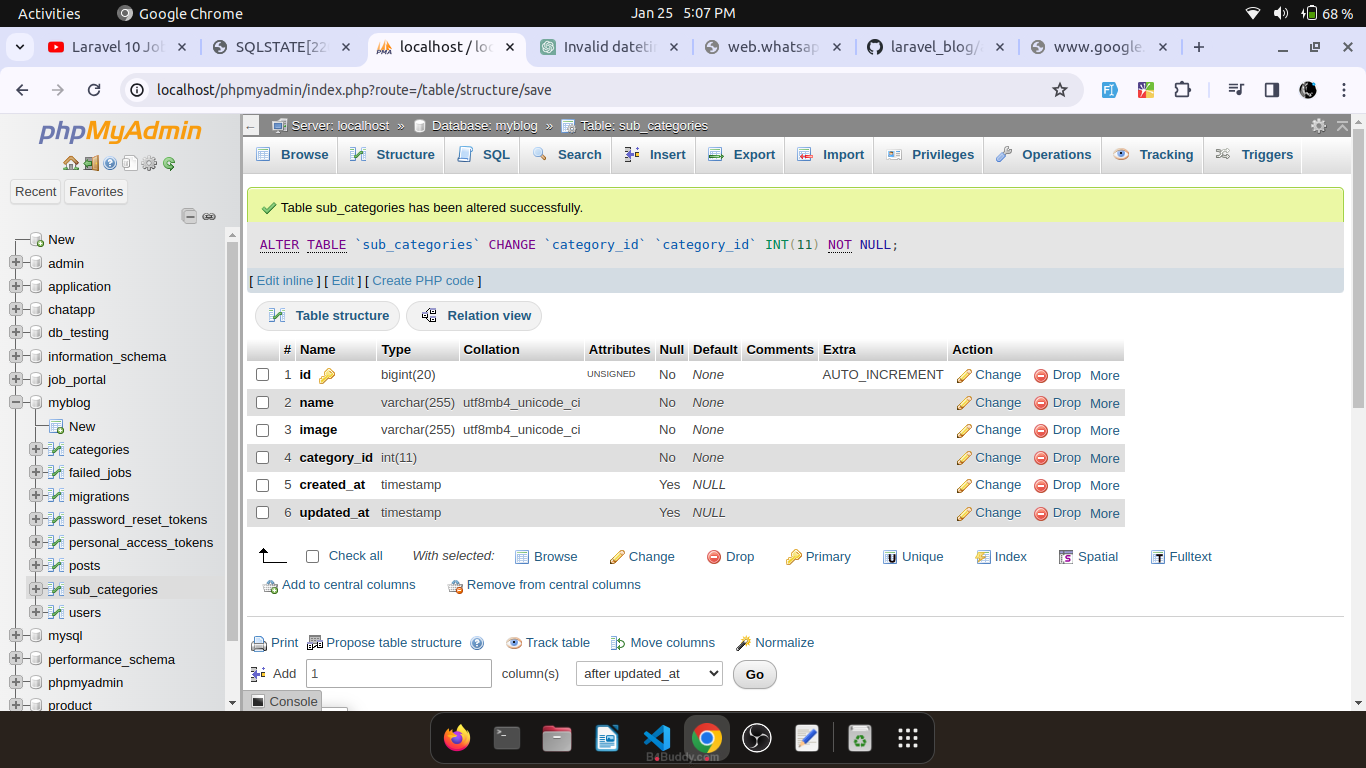 Activities Google Chrome Jan 25 5:07 PM 68 %
Laravel 10 Jo SQLSTATE[22 localhost / loc Invalid dateti web.whatsap laravel_blog/ www.google.
localhost/phpmyadmin/index.php?route=/table/structure/save
phpMyAdmin
Recent Favorites
New
admin
application
chatapp
db_testing
information_schema
job_portal
myblog
New
categories
failed_jobs
migrations
password_reset_tokens
personal_access_tokens
posts
sub_categories
users
mysql
performance_schema
phpmyadmin
product
Server: localhost » Database: myblog » Table: sub_categories
Browse Structure SQL Search Insert Export Import Privileges Operations Tracking Triggers
Table sub_categories has been altered successfully.
ALTER TABLE `sub_categories` CHANGE `category_id` `category_id` INT(11) NOT NULL;
[ Edit inline ] [ Edit ] [ Create PHP code ]
Table structure Relation view
# Name Type Collation Attributes Null Default Comments Extra Action
1 id bigint(20) UNSIGNED No None AUTO_INCREMENT Change Drop More
2 name varchar(255) utf8mb4_unicode_ci No None Change Drop More
3 image varchar(255) utf8mb4_unicode_ci No None Change Drop More
4 category_id int(11) No None Change Drop More
5 created_at timestamp Yes NULL Change Drop More
6 updated_at timestamp Yes NULL Change Drop More
Check all With selected: Browse Change Drop Primary Unique Index Spatial Fulltext
Add to central columns Remove from central columns
Print Propose table structure Track table Move columns Normalize
Add 1 column(s) after updated_at Go
Console
B4Buddy.com